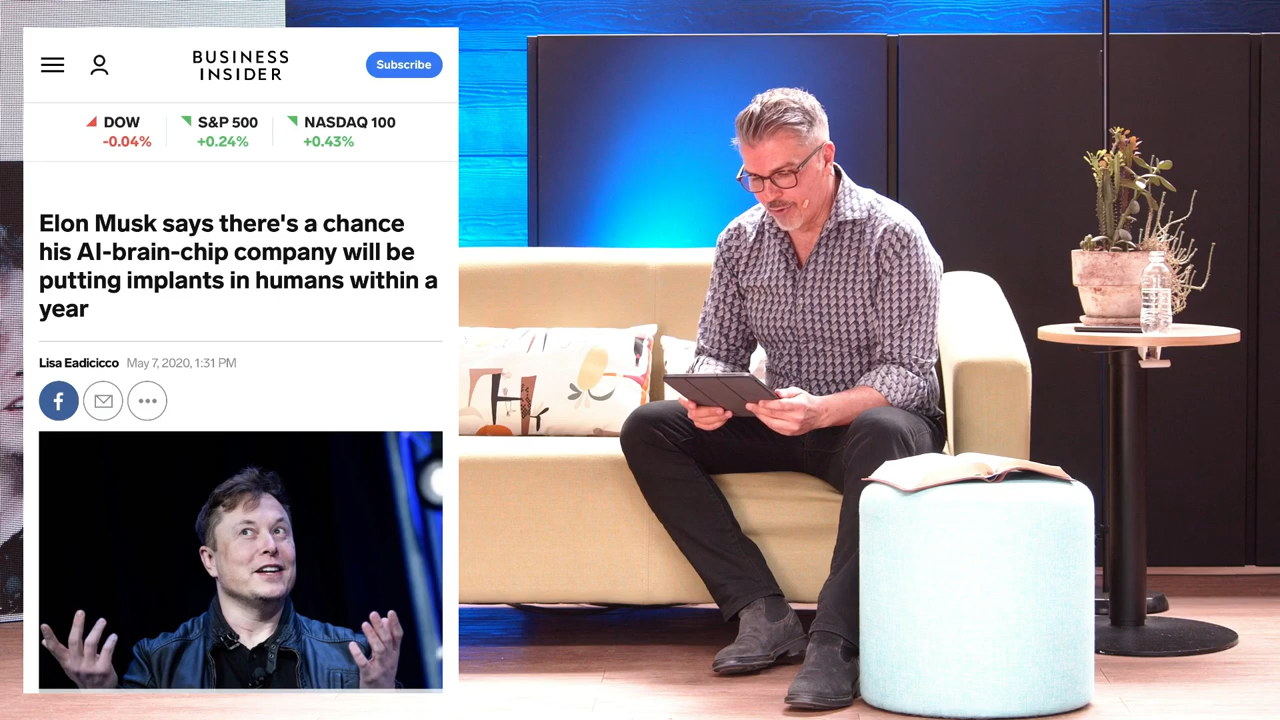 BUSINESS
INSIDER
Subscribe
DOW
-0.04%
S&P 500
+0.24%
NASDAQ 100
+0.43%
Elon Musk says there's a chance
his AI-brain-chip company will be
putting implants in humans within a
year
Lisa Eadicicco May 7, 2020, 1:31 PM
f